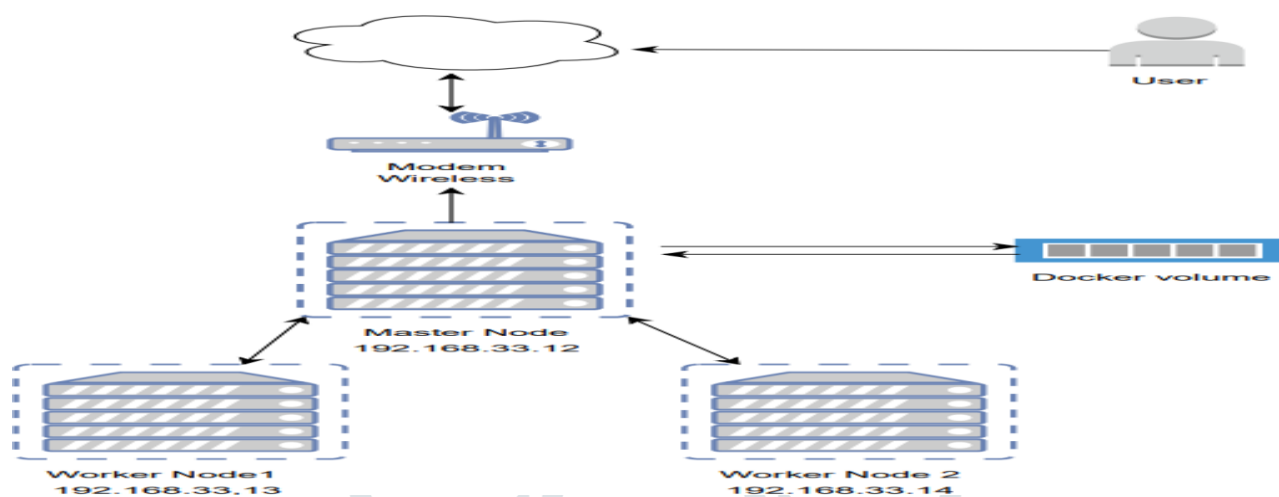 User
Modem
Wireless
Docker volume
Master Node
192.168.33.12
Worker Node1
192.168.33.13
Worker Node 2
192.168.33.14